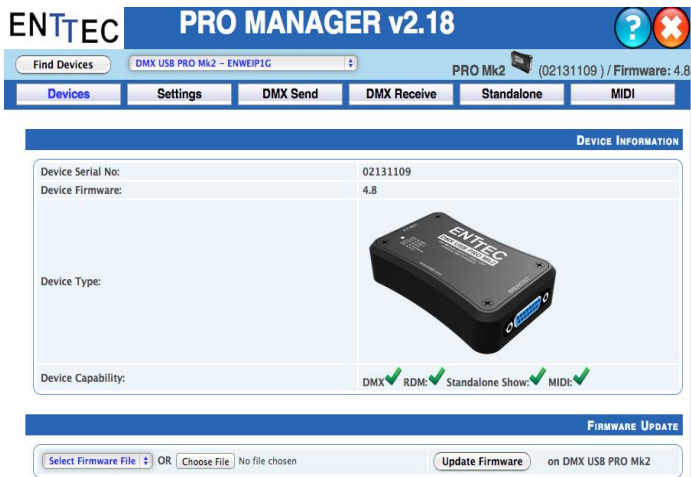 ENTTEC PRO MANAGER v2.18 ?
Find Devices DMX USB PRO Mk2 - ENWEIP1G PRO Mk2 (02131109 ) / Firmware: 4.8
Devices Settings DMX Send DMX Receive Standalone MIDI
DEVICE INFORMATION
Device Serial No: 02131109
Device Firmware: 4.8
ENTTEC
DMX USB PRO Mk2
BREAKOUT
Device Type:
Device Capability: DMX RDM: Standalone Show: MIDI:
FIRMWARE UPDATE
Select Firmware File OR Choose File No file chosen Update Firmware on DMX USB PRO Mk2